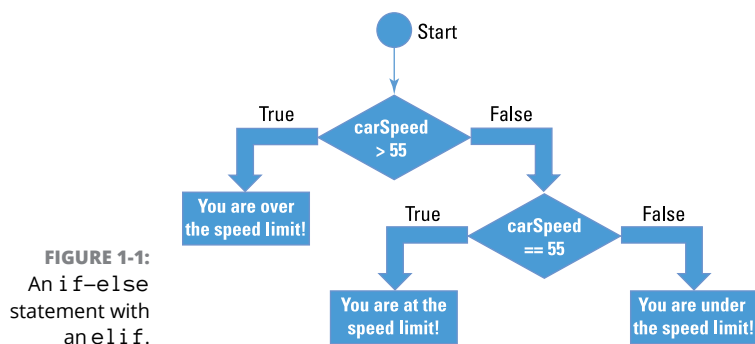 Start
True
False
carSpeed
> 55
You are over
the speed limit!
True
False
carSpeed
== 55
You are at the
speed limit!
You are under
the speed limit!
FIGURE 1-1:
An if-else
statement with
an elif.